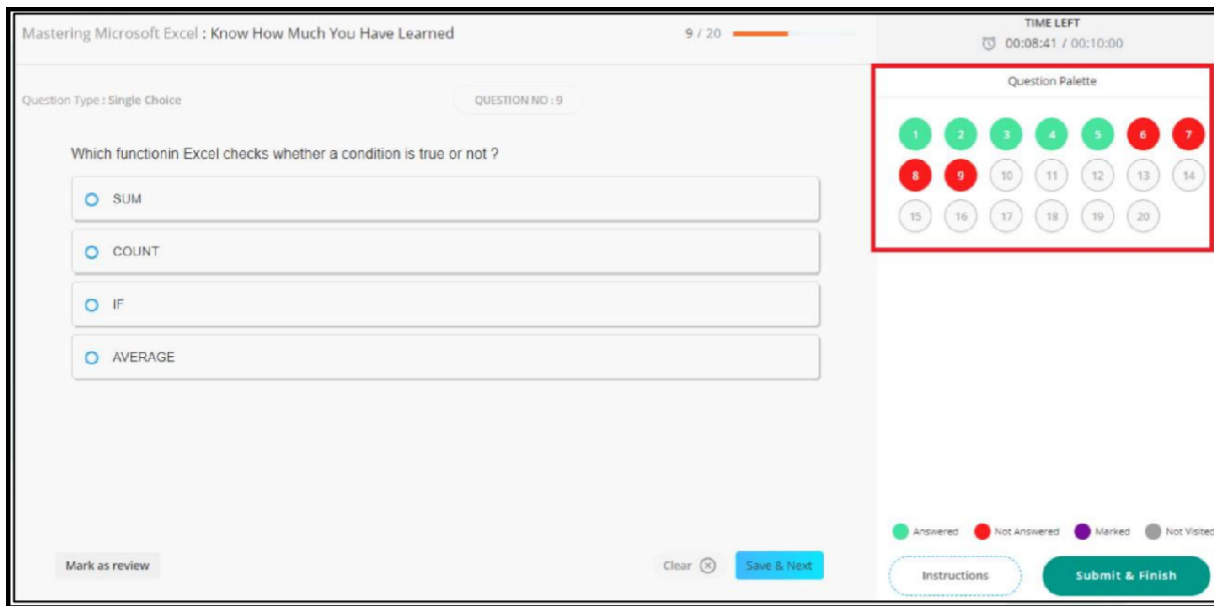 Mastering Microsoft Excel : Know How Much You Have Learned
9 / 20
TIME LEFT
00:08:41 / 00:10:00
Question Type : Single Choice
QUESTION NO : 9
Question Palette
1 2 3 4 5 6 7
8 9 10 11 12 13 14
15 16 17 18 19 20
Which functionin Excel checks whether a condition is true or not ?
SUM
COUNT
IF
AVERAGE
Answered Not Answered Marked Not Visited
Mark as review
Clear
Save & Next
Instructions
Submit & Finish